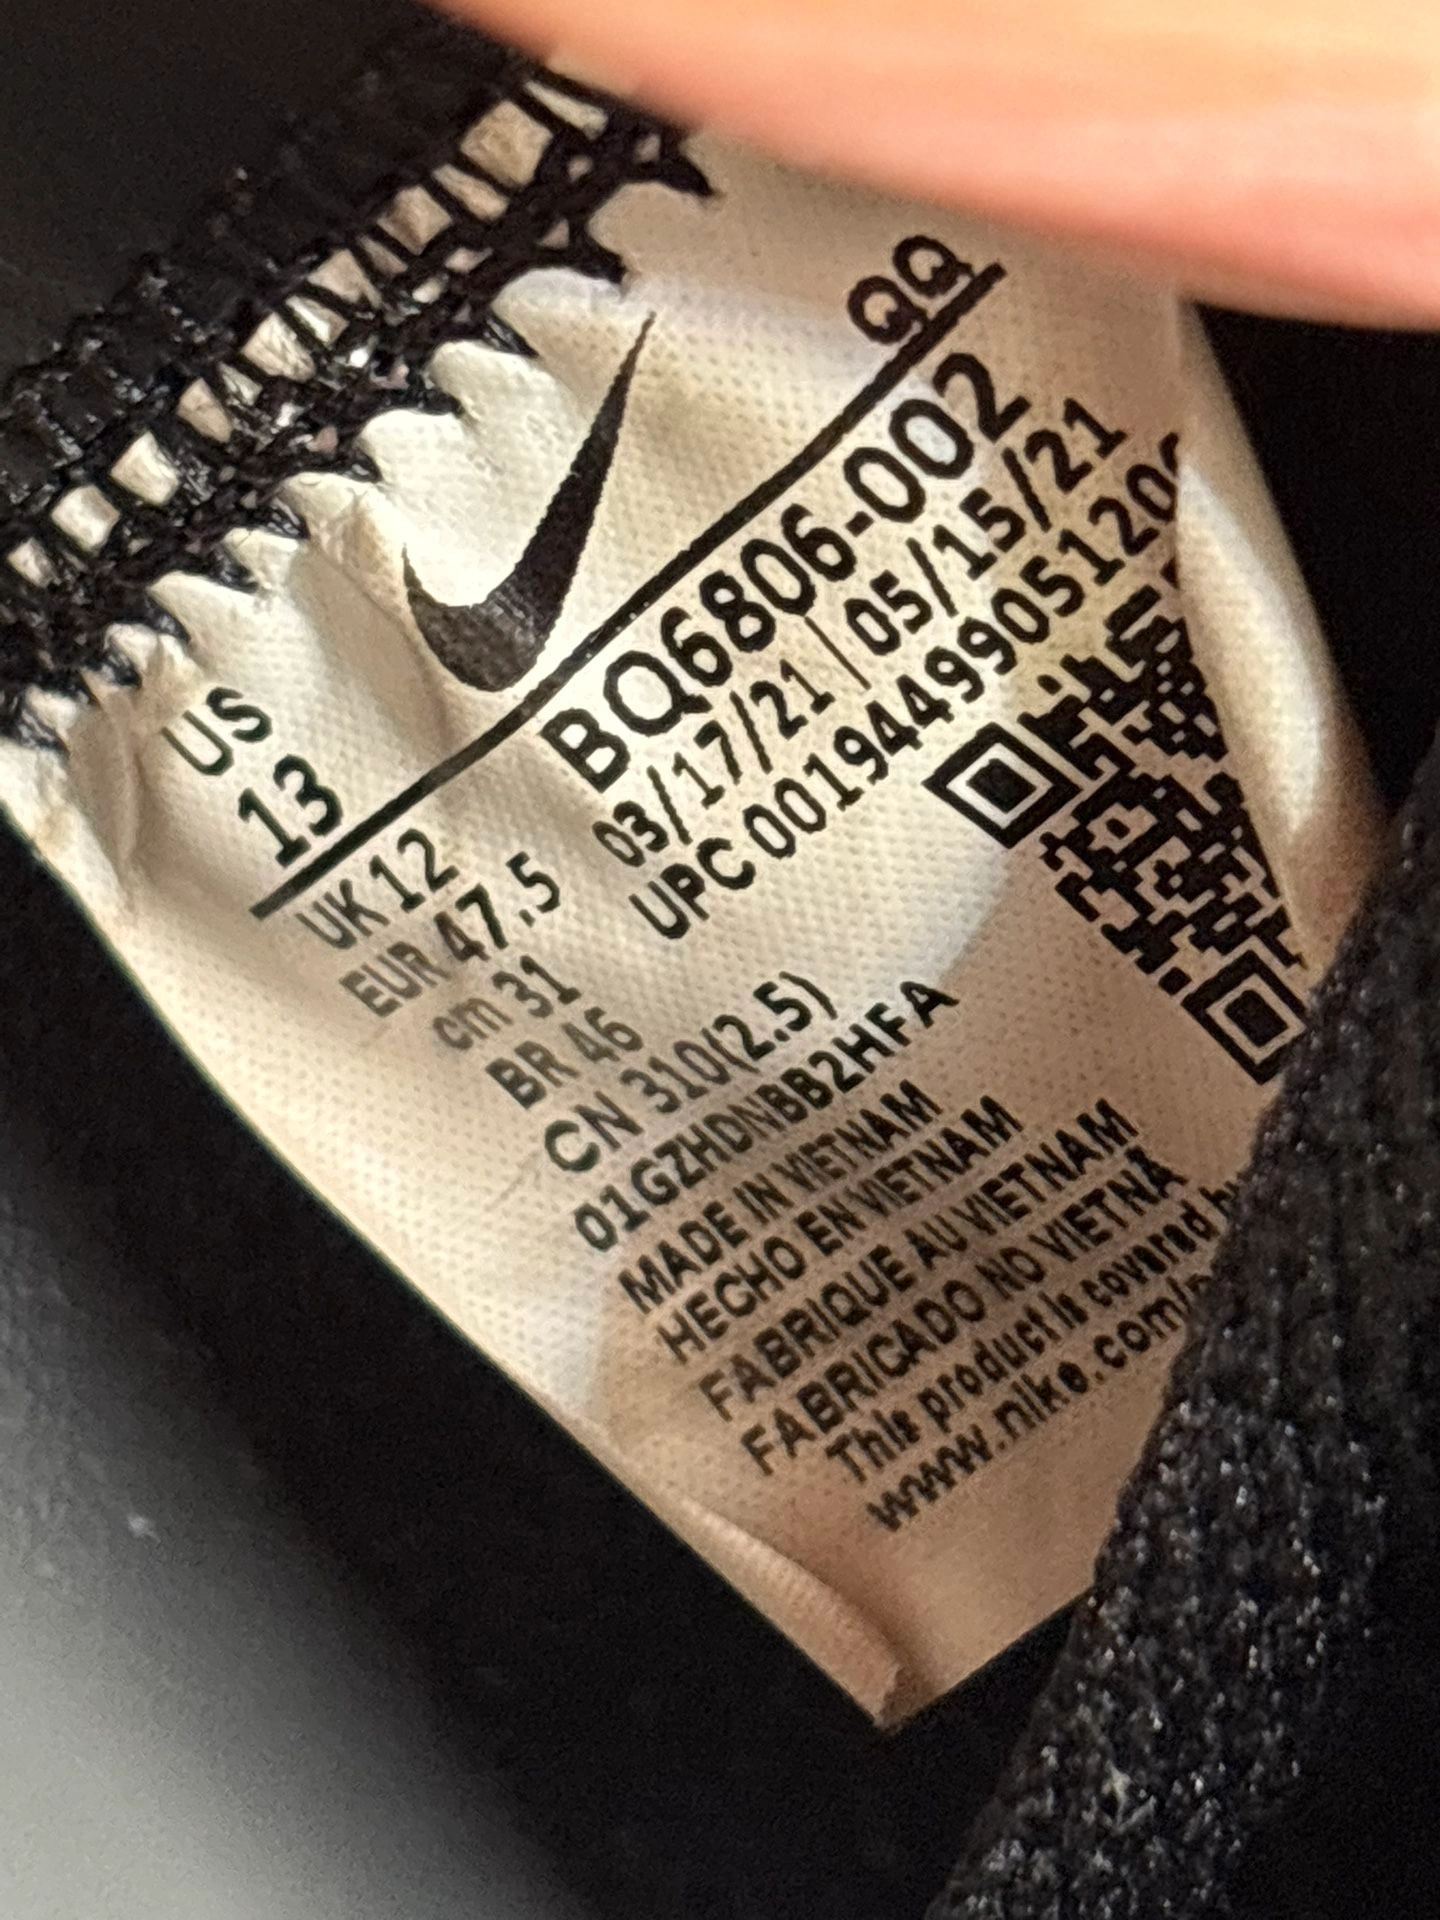 QQ
US
13
BQ6806-002
03/17/21 | 05/15/21
UPC 001944990512
UK 12
EUR 47.5
cm 31
BR 46
CN 310(2.5)
01GZHDNBB2HFA
MADE IN VIETNAM
HECHO EN VIETNAM
FABRIQUE AU VIETNAM
FABRICADO NO VIETNA
This product is covered
www.nike.com/